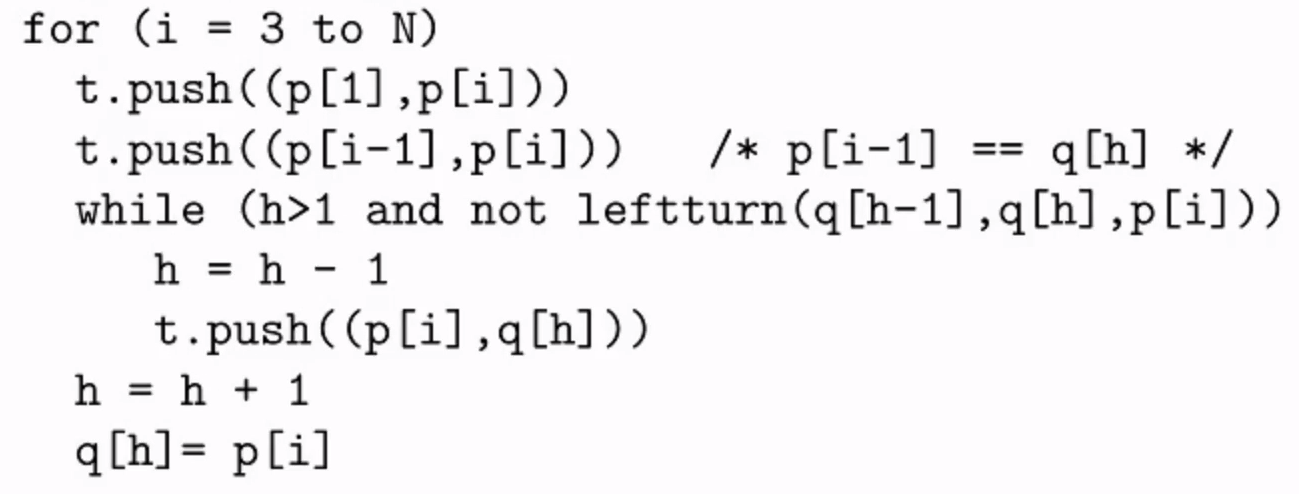 for (i = 3 to N)
t.push((p[1],p[i]))
t.push((p[i-1],p[i])) /* p[i-1] == q[h] */
while (h>1 and not leftturn(q[h-1],q[h],p[i]))
h = h - 1
t.push((p[i],q[h]))
h = h + 1
q[h]= p[i]